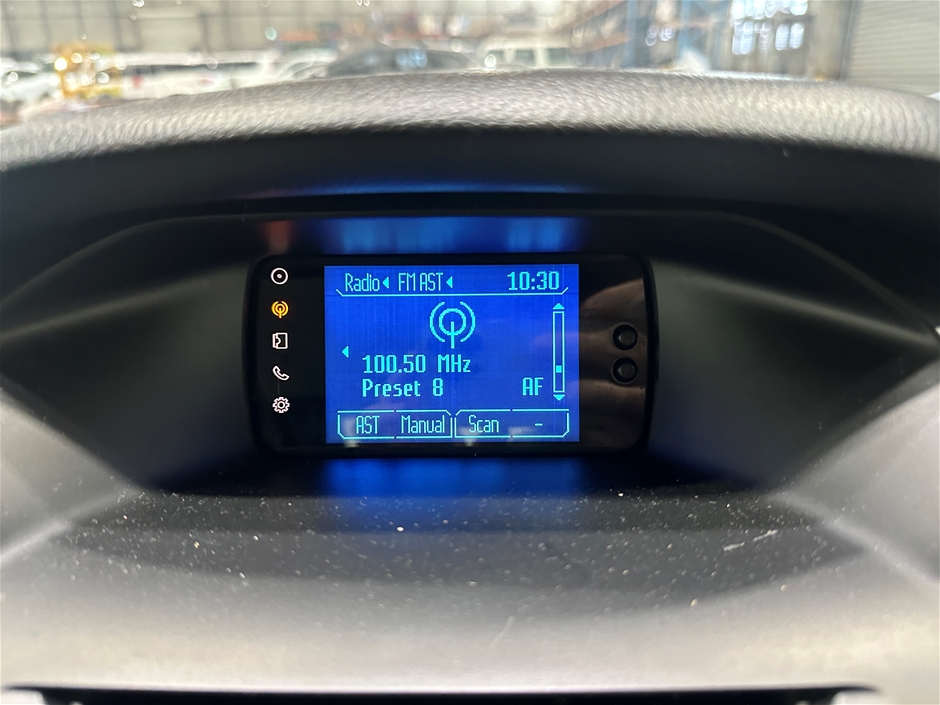 Radio FM AST 10:30
100.50 MHz
Preset 8 AF
AST Manual Scan -